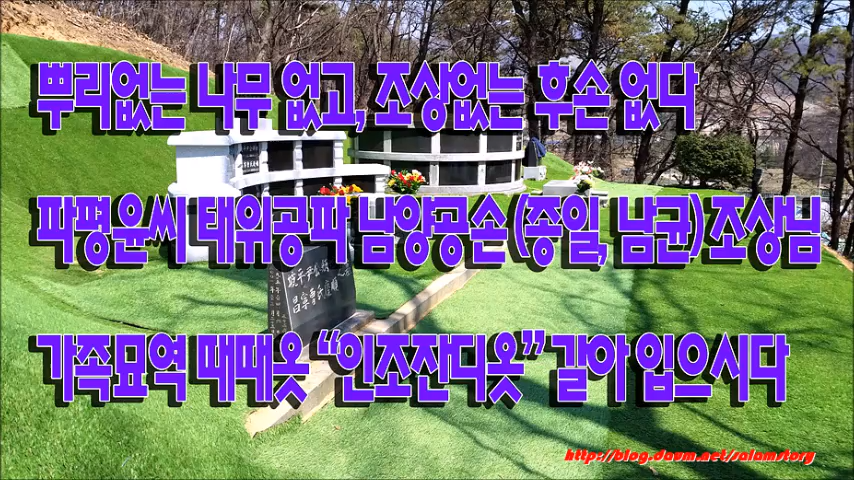 뿌리없는 나무 없고, 조상없는 후손 없다
파평윤씨 태위공파 남양공손(종일, 남균)조상님
가족묘역 때때옷 “인조잔디옷” 갈아 입으시다
http://blog.daum.net/salamstory